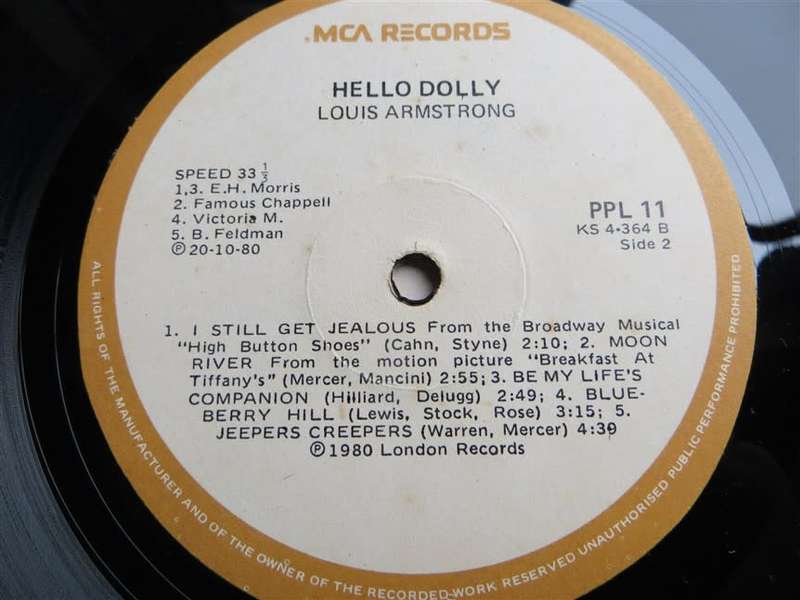 MCA RECORDS
HELLO DOLLY
LOUIS ARMSTRONG
SPEED 33 1/3
1,3. E.H. Morris
2. Famous Chappell
4. Victoria M.
5. B. Feldman
℗ 20-10-80
PPL 11
KS 4·364 B
Side 2
1. I STILL GET JEALOUS From the Broadway Musical
"High Button Shoes" (Cahn, Styne) 2:10; 2. MOON
RIVER From the motion picture "Breakfast At
Tiffany's" (Mercer, Mancini) 2:55; 3. BE MY LIFE'S
COMPANION (Hilliard, Delugg) 2:49; 4. BLUE-
BERRY HILL (Lewis, Stock, Rose) 3:15; 5.
JEEPERS CREEPERS (Warren, Mercer) 4:39
℗ 1980 London Records
ALL RIGHTS OF THE MANUFACTURER AND OF THE OWNER OF THE RECORDED WORK RESERVED UNAUTHORISED PUBLIC PERFORMANCE PROHIBITED